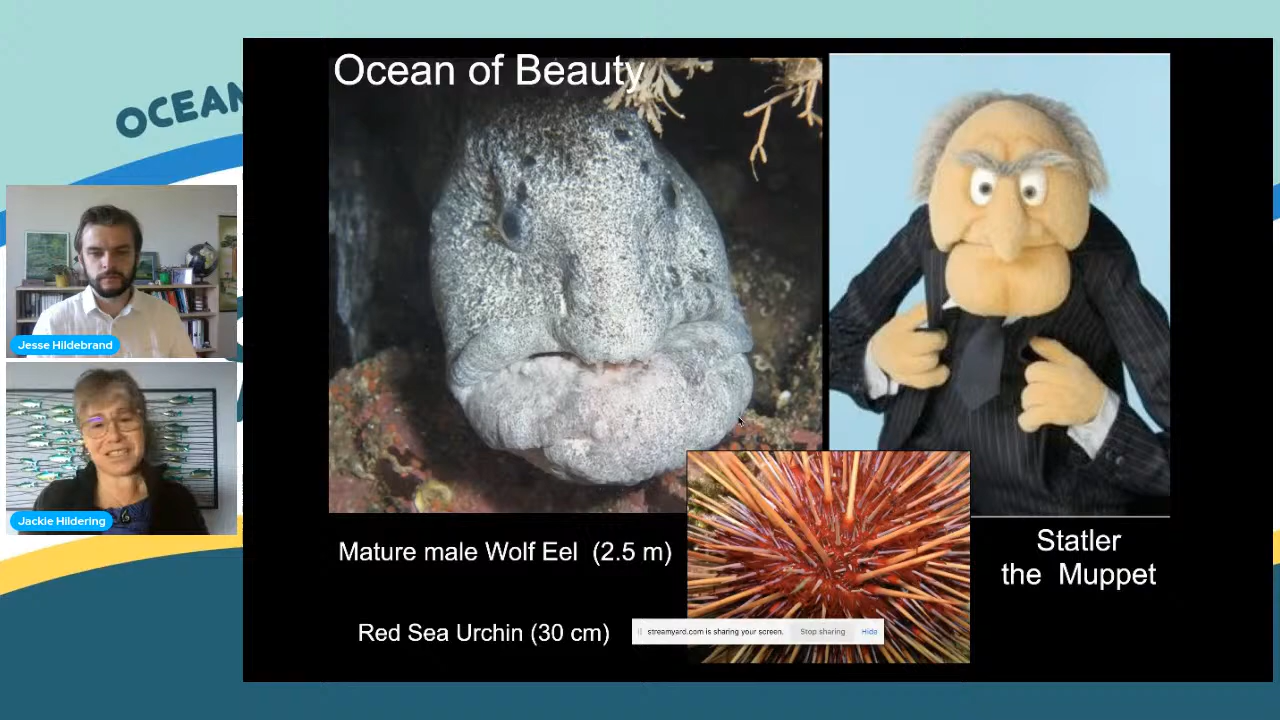 OCEAN
Ocean of Beauty
Jesse Hildebrand
Jackie Hildering
Mature male Wolf Eel (2.5 m)
Statler
the Muppet
Red Sea Urchin (30 cm)
streamyard.com is sharing your screen.
Stop sharing
Hide